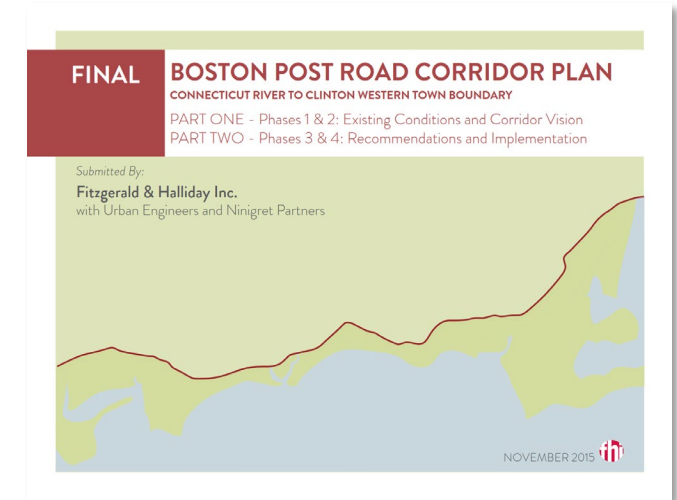 FINAL
BOSTON POST ROAD CORRIDOR PLAN
CONNECTICUT RIVER TO CLINTON WESTERN TOWN BOUNDARY
PART ONE - Phases 1 & 2: Existing Conditions and Corridor Vision
PART TWO - Phases 3 & 4: Recommendations and Implementation
Submitted By:
Fitzgerald & Halliday Inc.
with Urban Engineers and Ninigret Partners
NOVEMBER 2015
fhi